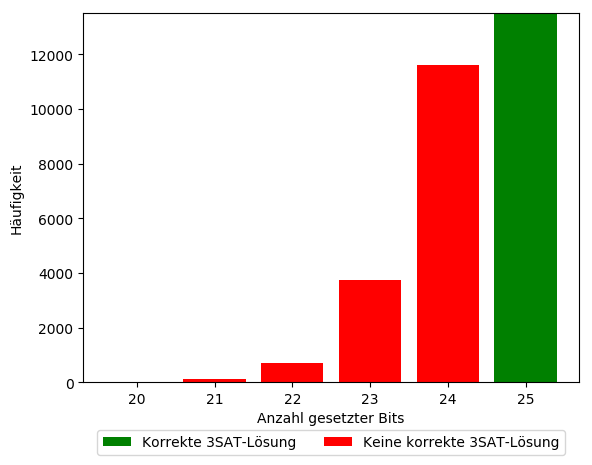 12000
10000
8000
6000
4000
2000
0
Häufigkeit
20 21 22 23 24 25
Anzahl gesetzter Bits
Korrekte 3SAT-Lösung Keine korrekte 3SAT-Lösung